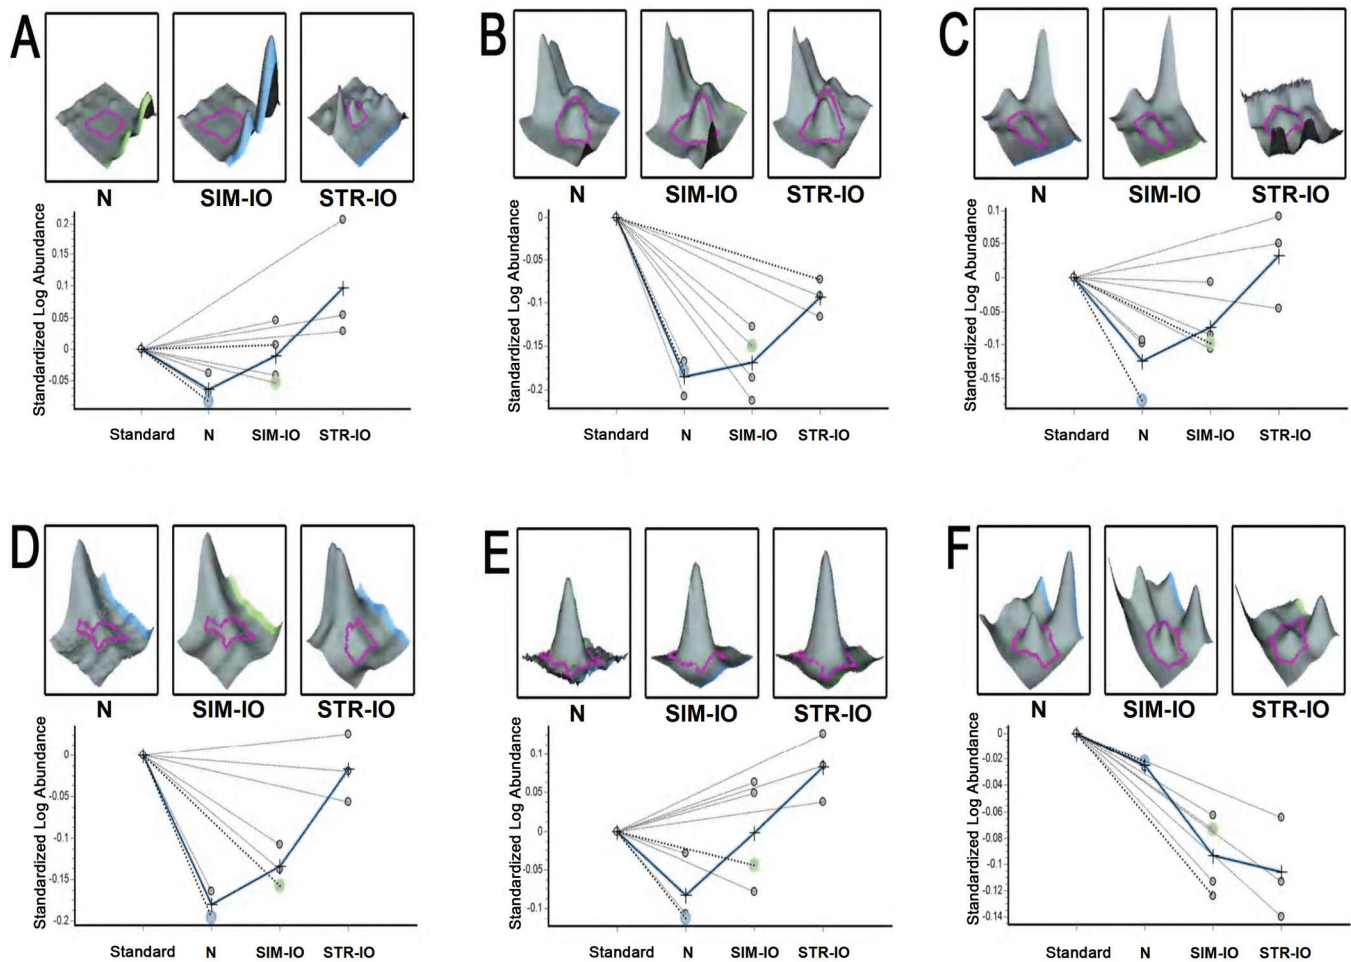 A
N
SIM-IO
STR-IO
Standardized Log Abundance
0.2
0.15
0.1
0.05
0
-0.05
Standard
N
SIM-IO
STR-IO
B
N
SIM-IO
STR-IO
Standardized Log Abundance
0
-0.05
-0.1
-0.15
-0.2
Standard
N
SIM-IO
STR-IO
C
N
SIM-IO
STR-IO
Standardized Log Abundance
0.1
0.05
0
-0.05
-0.1
-0.15
Standard
N
SIM-IO
STR-IO
D
N
SIM-IO
STR-IO
Standardized Log Abundance
0
-0.05
-0.1
-0.15
-0.2
Standard
N
SIM-IO
STR-IO
E
N
SIM-IO
STR-IO
Standardized Log Abundance
0.1
0.05
0
-0.05
-0.1
Standard
N
SIM-IO
STR-IO
F
N
SIM-IO
STR-IO
Standardized Log Abundance
0
-0.02
-0.04
-0.06
-0.08
-0.1
-0.12
-0.14
Standard
N
SIM-IO
STR-IO